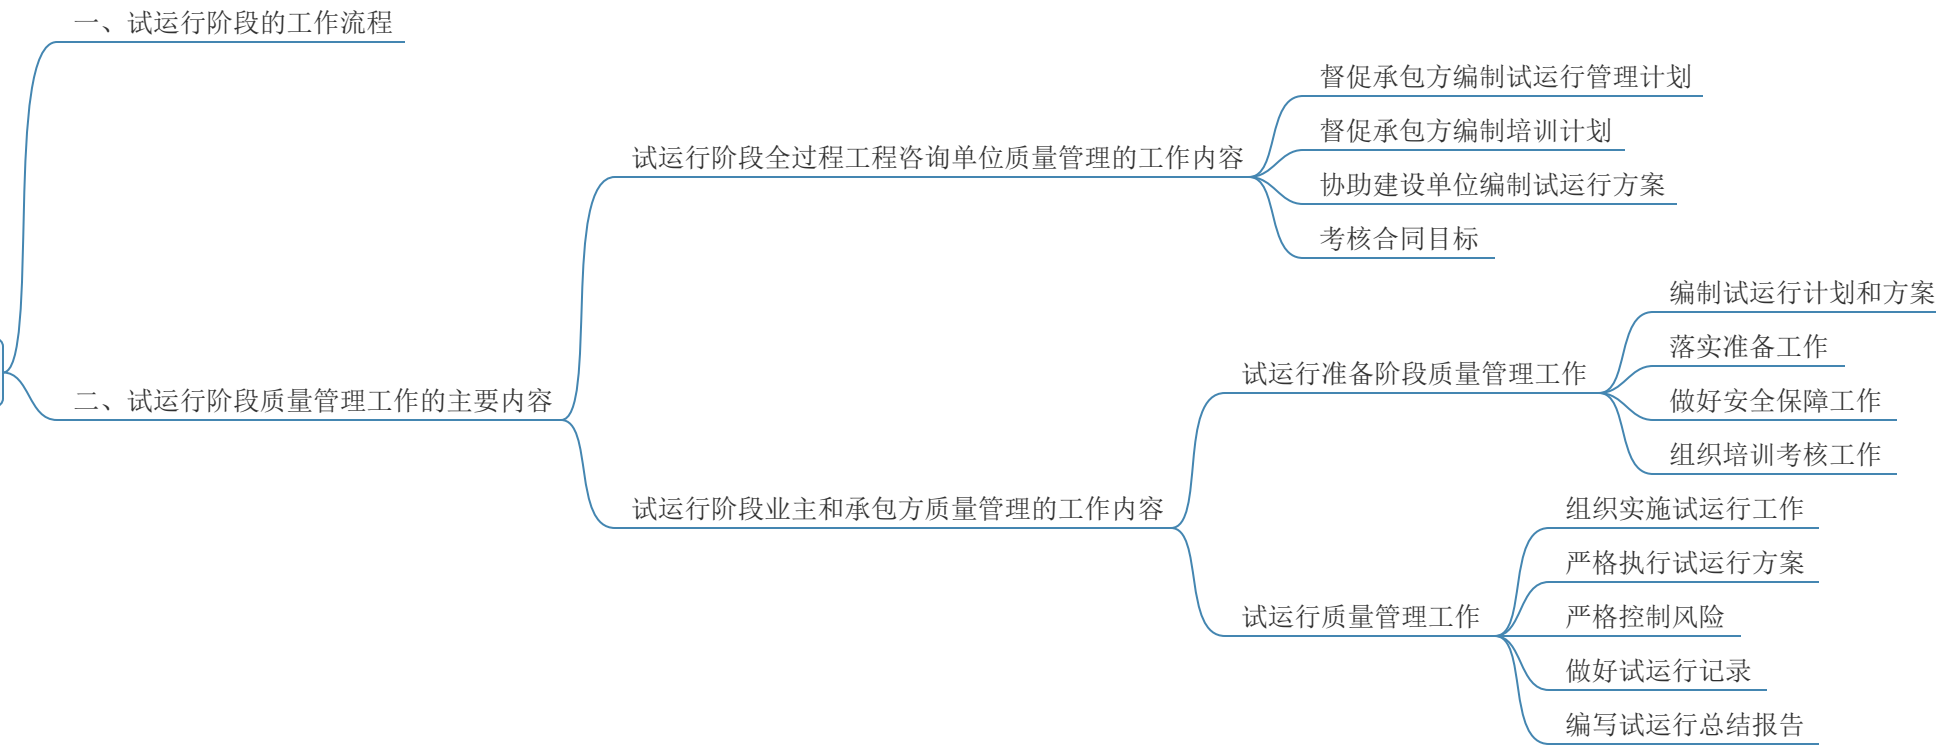 一、试运行阶段的工作流程
二、试运行阶段质量管理工作的主要内容
试运行阶段全过程工程咨询单位质量管理的工作内容
督促承包方编制试运行管理计划
督促承包方编制培训计划
协助建设单位编制试运行方案
考核合同目标
试运行阶段业主和承包方质量管理的工作内容
试运行准备阶段质量管理工作
编制试运行计划和方案
落实准备工作
做好安全保障工作
组织培训考核工作
试运行质量管理工作
组织实施试运行工作
严格执行试运行方案
严格控制风险
做好试运行记录
编写试运行总结报告